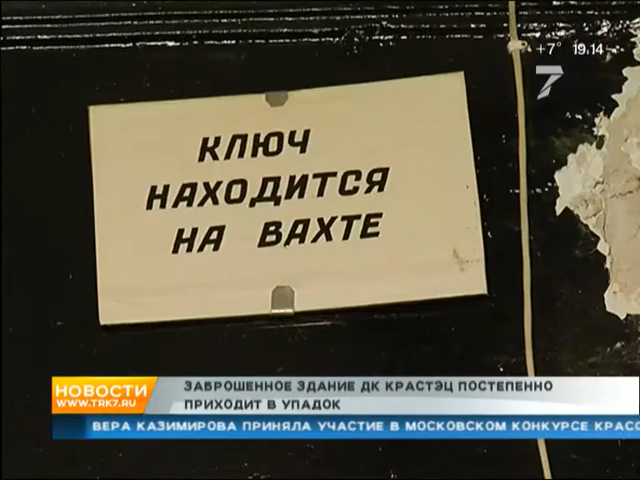 +7° 19.14
7
КЛЮЧ
НАХОДИТСЯ
НА ВАХТЕ
НОВОСТИ
WWW.TRK7.RU
ЗАБРОШЕННОЕ ЗДАНИЕ ДК КРАСТЭЦ ПОСТЕПЕННО
ПРИХОДИТ В УПАДОК
ВЕРА КАЗИМИРОВА ПРИНЯЛА УЧАСТИЕ В МОСКОВСКОМ КОНКУРСЕ